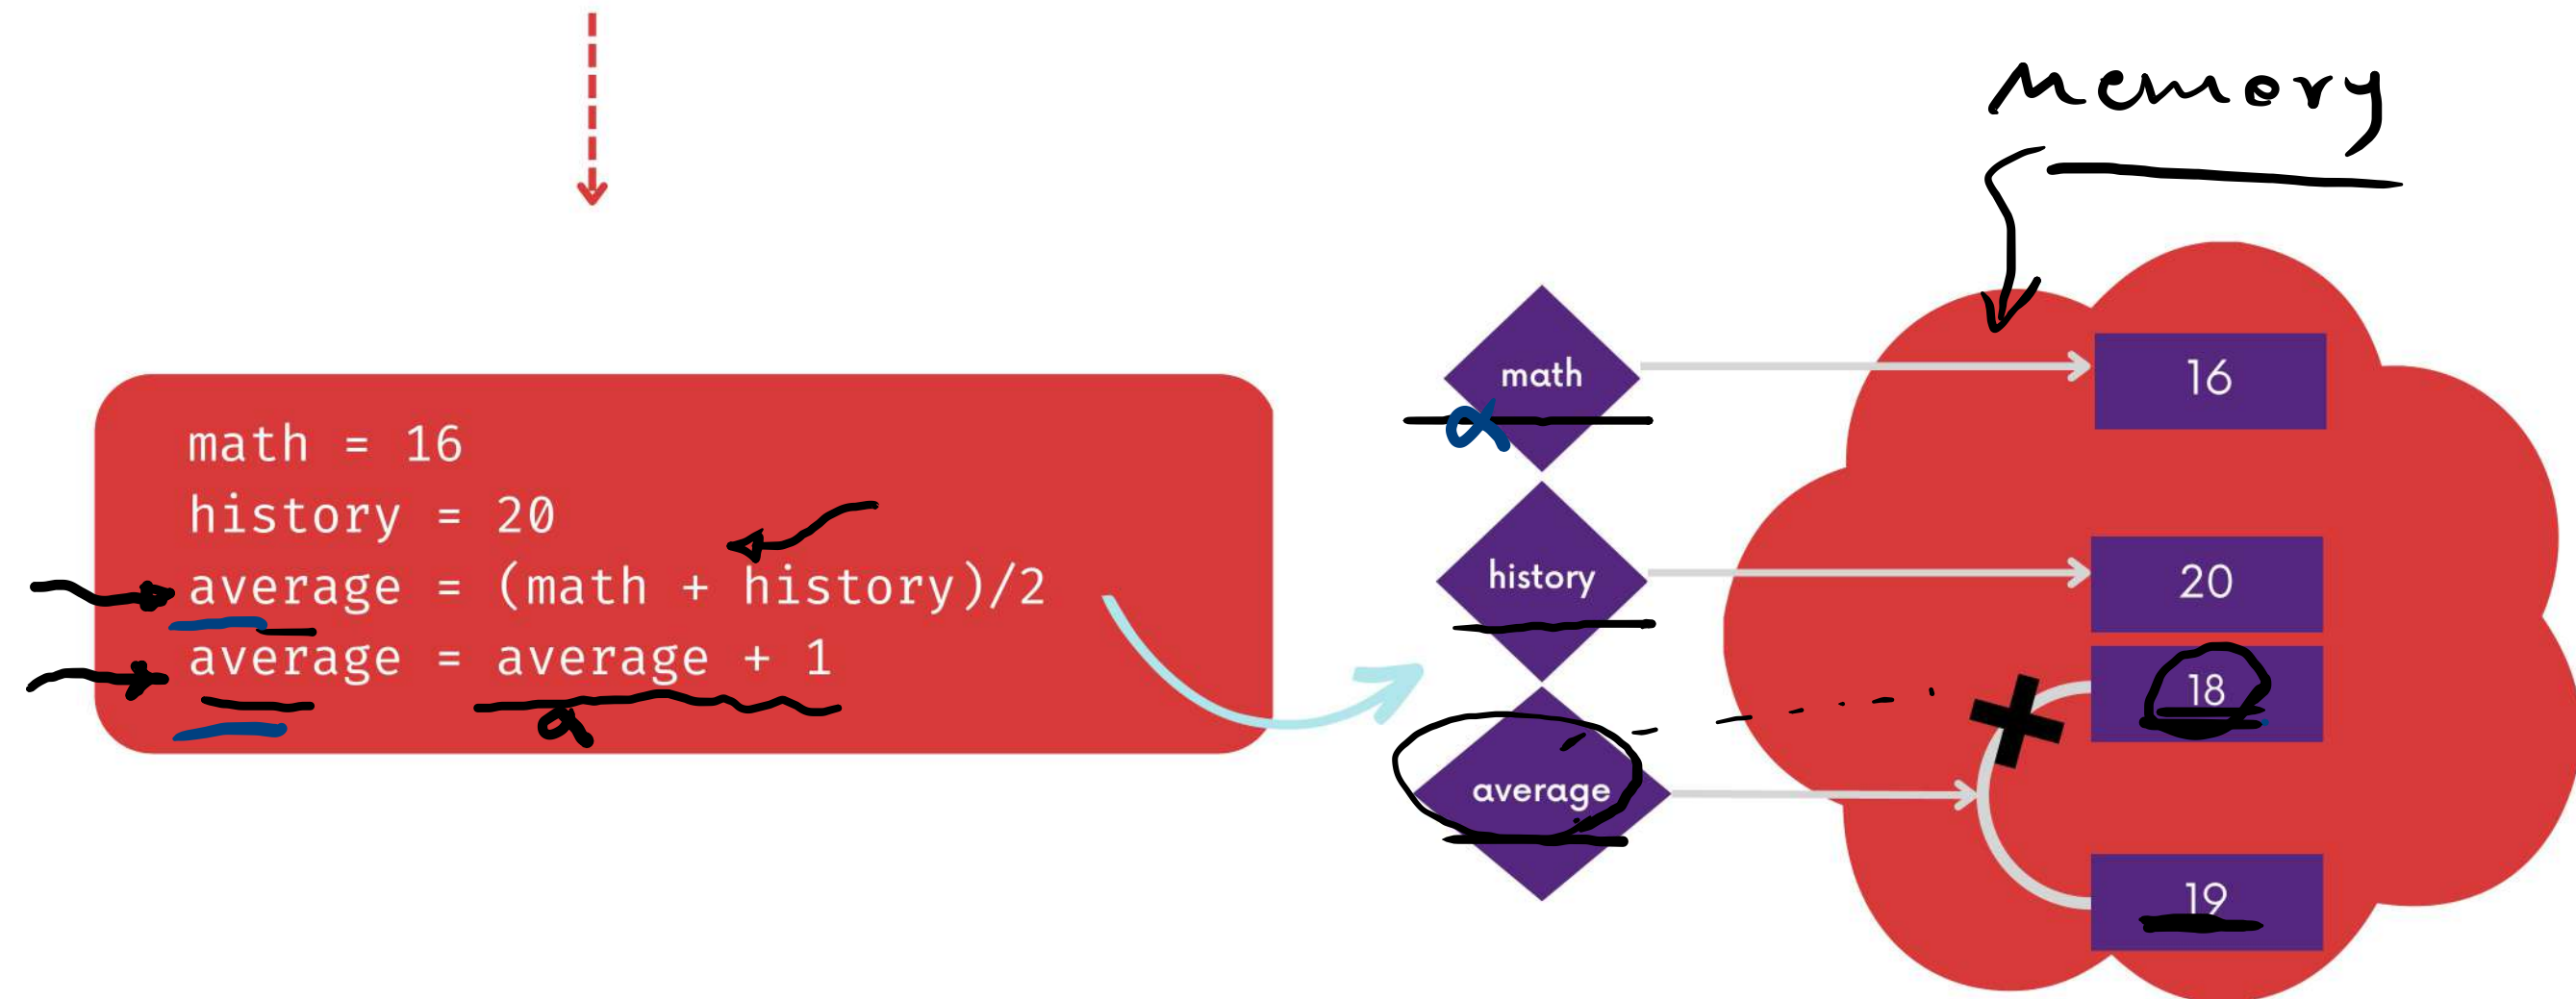 memory
math = 16
history = 20
average = (math + history)/2
average = average + 1
math
16
history
20
18
average
19